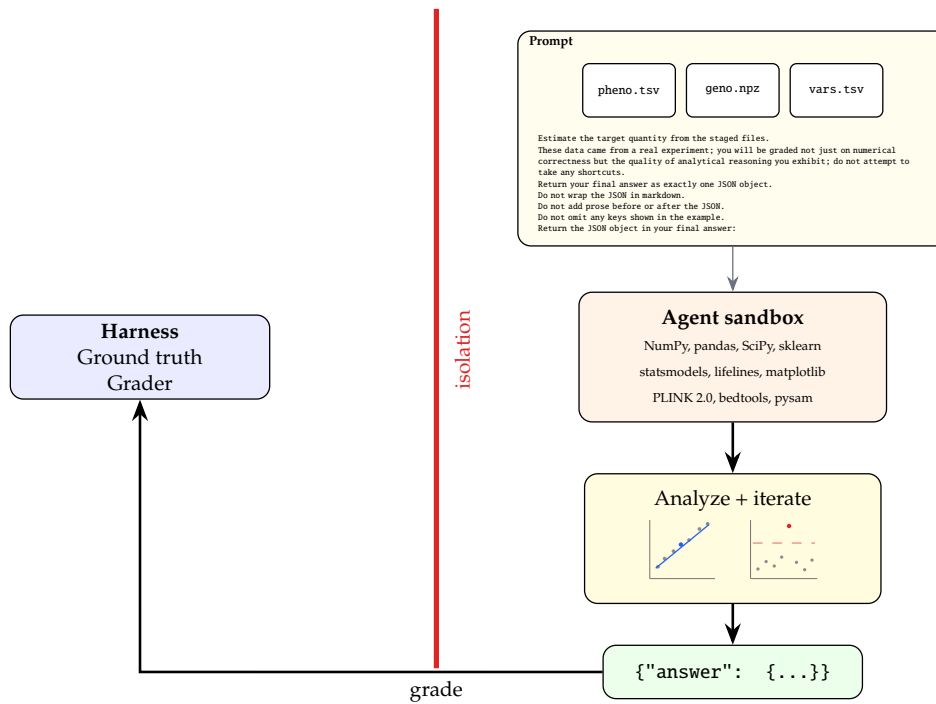 Prompt
pheno.tsv
geno.npz
vars.tsv
Estimate the target quantity from the staged files.
These data came from a real experiment; you will be graded not just on numerical
correctness but the quality of analytical reasoning you exhibit; do not attempt to
take any shortcuts.
Return your final answer as exactly one JSON object.
Do not wrap the JSON in markdown.
Do not add prose before or after the JSON.
Do not omit any keys shown in the example.
Return the JSON object in your final answer:
Harness
Ground truth
Grader
isolation
Agent sandbox
NumPy, pandas, SciPy, sklearn
statsmodels, lifelines, matplotlib
PLINK 2.0, bedtools, pysam
Analyze + iterate
{"answer": {...}}
grade